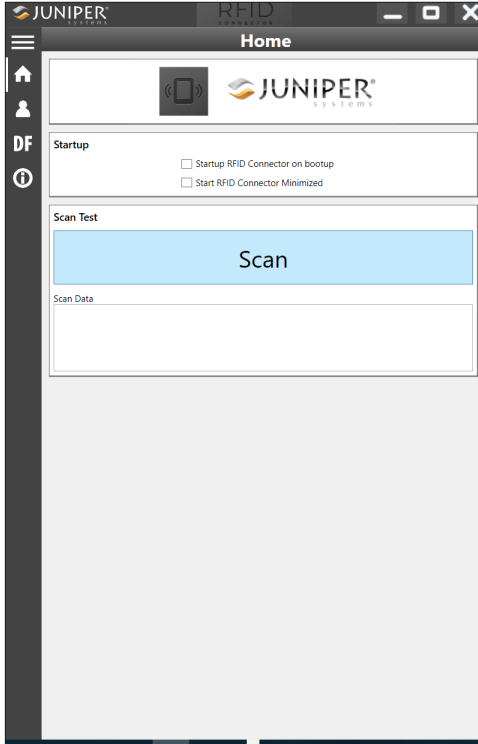 JUNIPER®
systems
RFID
CONNECTOR
Home
JUNIPER®
systems
DF
Startup
Startup RFID Connector on bootup
Start RFID Connector Minimized
Scan Test
Scan
Scan Data